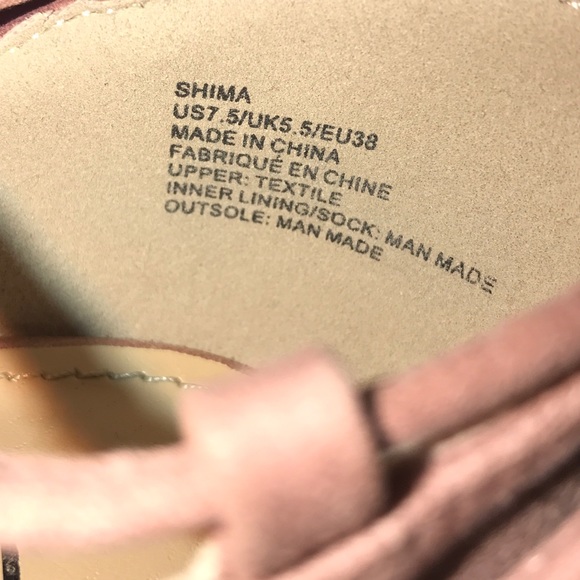 SHIMA
US7.5/UK5.5/EU38
MADE IN CHINA
FABRIQUÉ EN CHINE
UPPER: TEXTILE
INNER LINING/SOCK: MAN MADE
OUTSOLE: MAN MADE